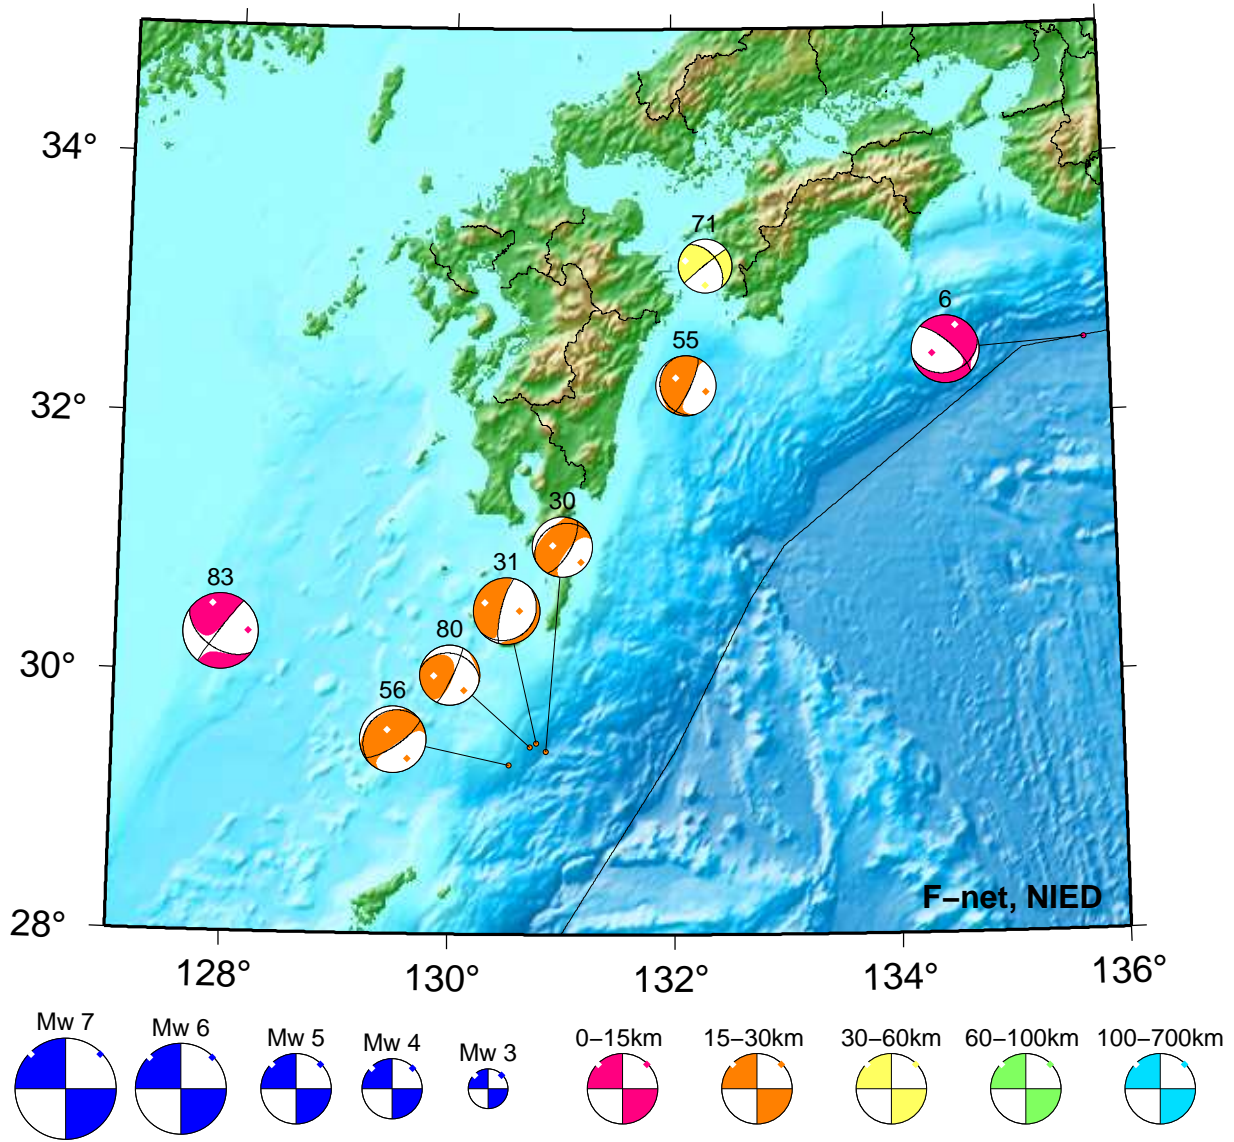 34°
32°
30°
28°
71
6
55
30
31
83
80
56
F–net, NIED
128°
130°
132°
134°
136°
Mw 7
Mw 6
Mw 5
Mw 4
Mw 3
0–15km
15–30km
30–60km
60–100km
100–700km